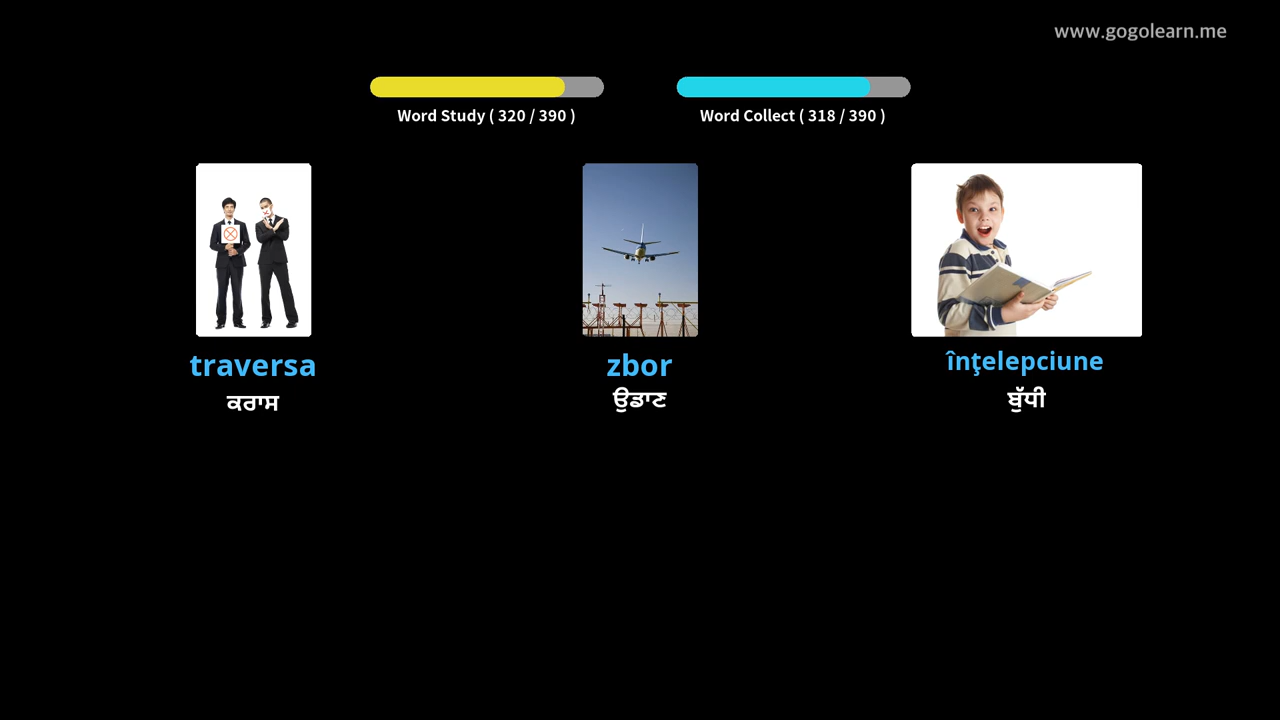 www.gogolearn.me
Word Study ( 320 / 390 )
Word Collect ( 318 / 390 )
traversa
zbor
înţelepciune
ਕਰਾਸ
ਉਡਾਣ
ਬੁੱਧੀ